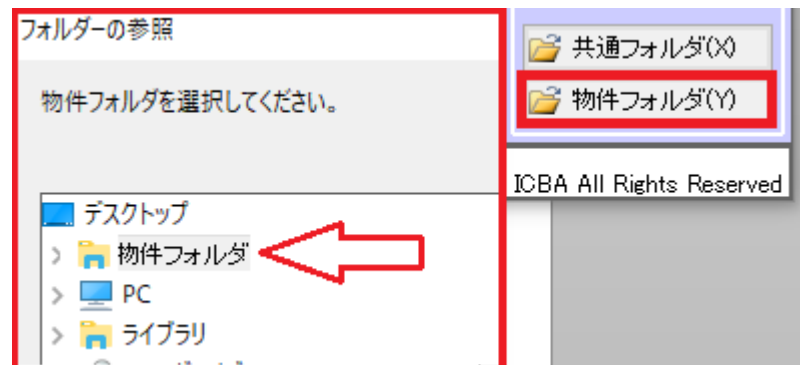 フォルダーの参照
物件フォルダを選択してください。
デスクトップ
物件フォルダ
PC
ライブラリ
共通フォルダ(X)
物件フォルダ(Y)
ICBA All Rights Reserved